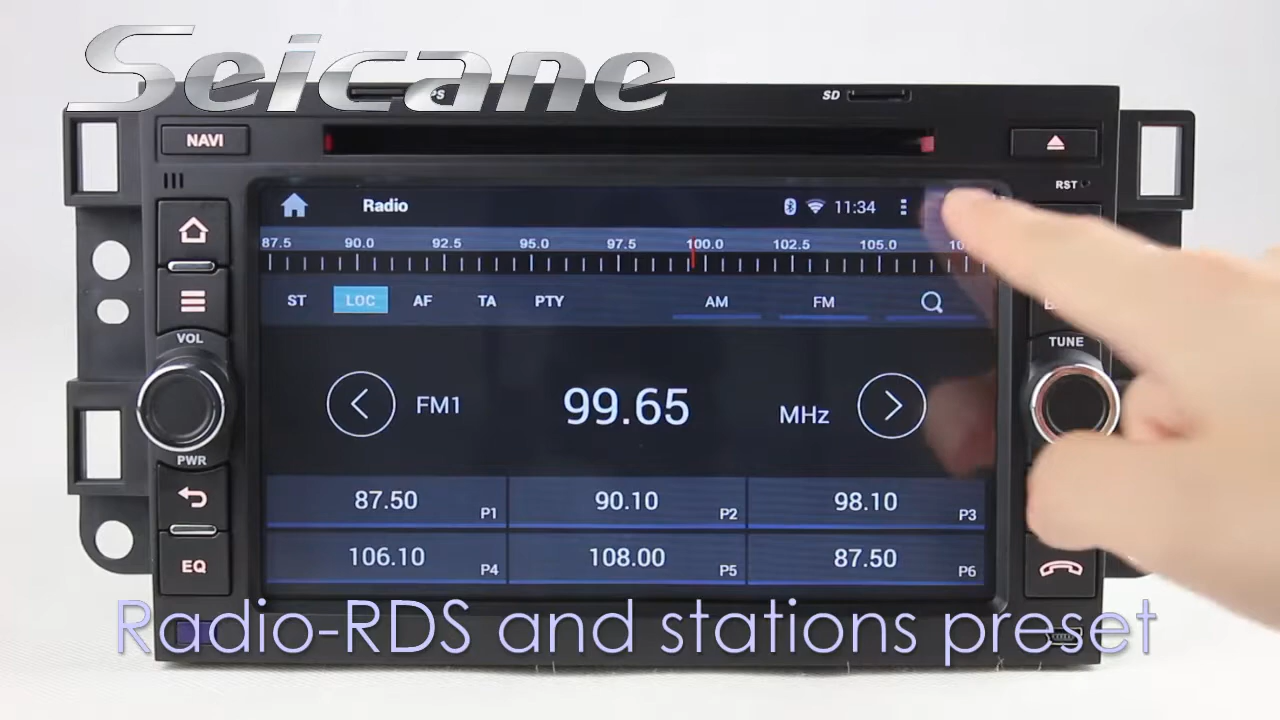 Seicane
SD
NAVI
RST
Radio
11:34
87.5 90.0 92.5 95.0 97.5 100.0 102.5 105.0
ST LOC AF TA PTY AM FM
VOL
TUNE
FM1 99.65 MHz
PWR
87.50 P1 90.10 P2 98.10 P3
106.10 P4 108.00 P5 87.50 P6
EQ
Radio-RDS and stations preset